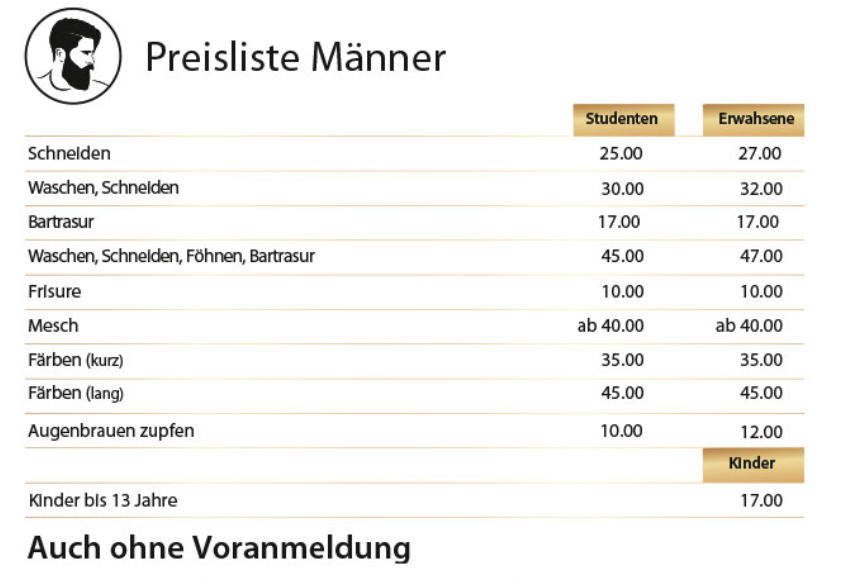 Preisliste Männer
Studenten Erwahsene
Schneiden 25.00 27.00
Waschen, Schneiden 30.00 32.00
Bartrasur 17.00 17.00
Waschen, Schneiden, Föhnen, Bartrasur 45.00 47.00
Frisure 10.00 10.00
Mesch ab 40.00 ab 40.00
Färben (kurz) 35.00 35.00
Färben (lang) 45.00 45.00
Augenbrauen zupfen 10.00 12.00
Kinder
Kinder bis 13 Jahre 17.00
Auch ohne Voranmeldung